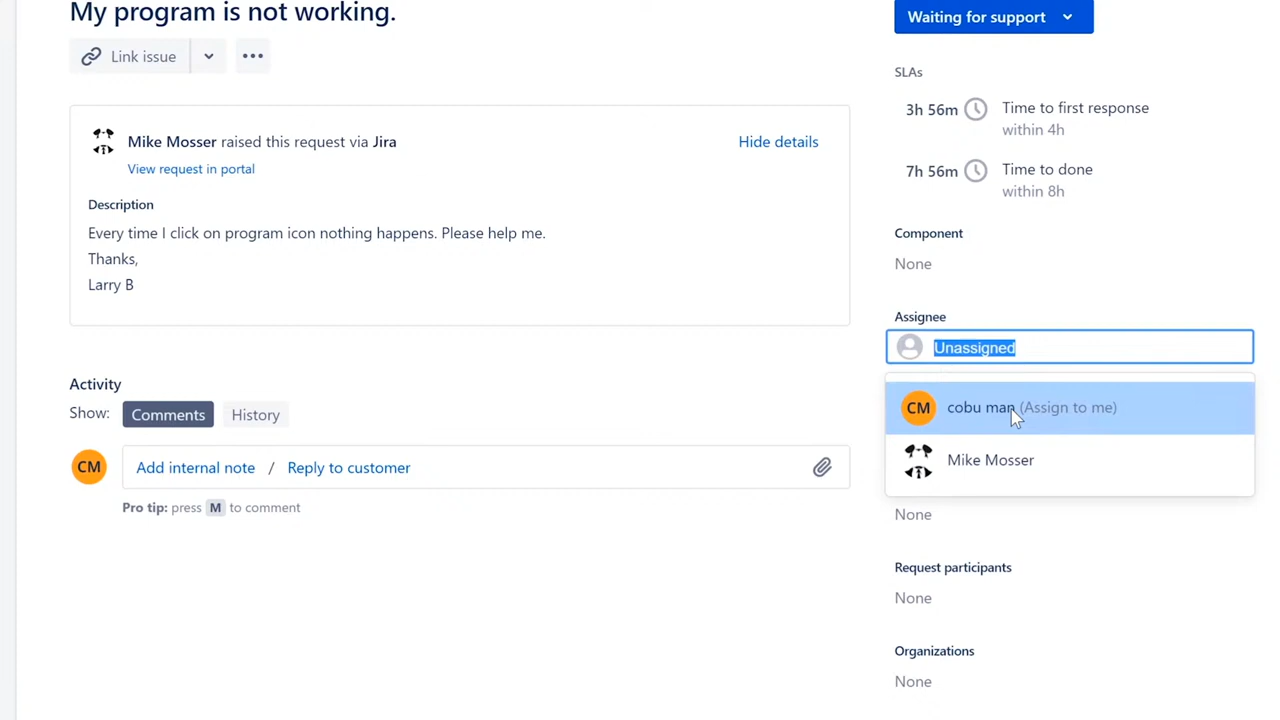 My program is not working.
Link issue
Mike Mosser raised this request via Jira
Hide details
View request in portal
Description
Every time I click on program icon nothing happens. Please help me.
Thanks,
Larry B
Activity
Show: Comments History
CM Add internal note / Reply to customer
Pro tip: press M to comment
Waiting for support
SLAs
3h 56m Time to first response
within 4h
7h 56m Time to done
within 8h
Component
None
Assignee
Unassigned
CM cobu man (Assign to me)
Mike Mosser
None
Request participants
None
Organizations
None